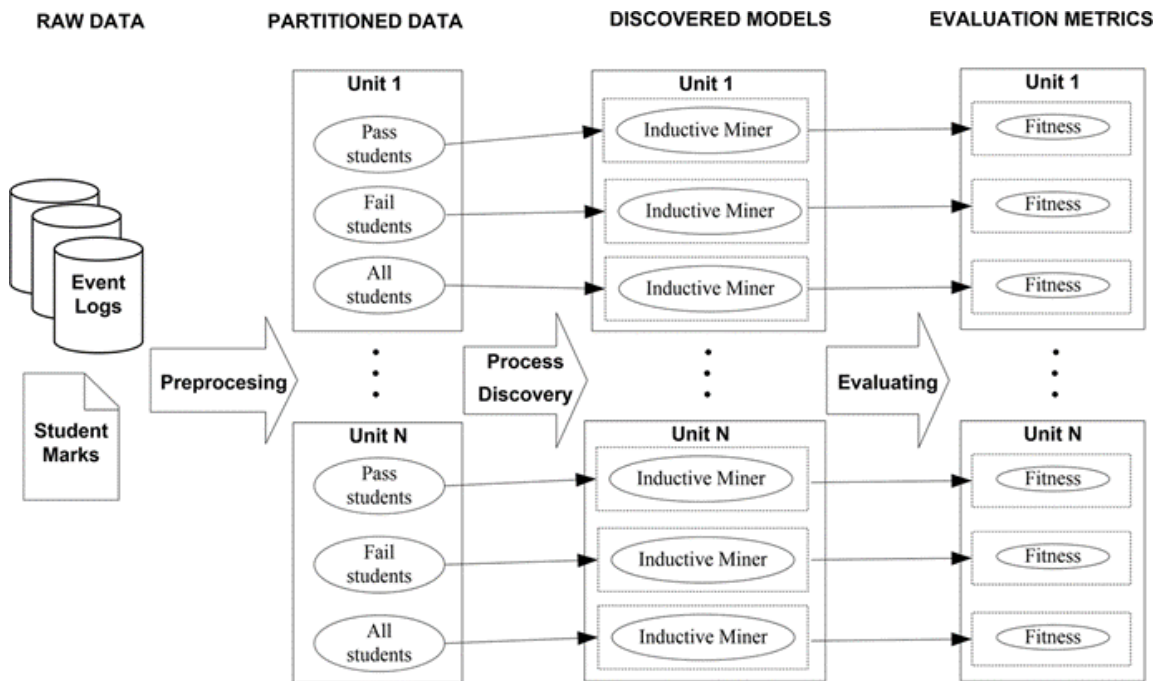 RAW DATA
PARTITIONED DATA
DISCOVERED MODELS
EVALUATION METRICS
Event
Logs
Student
Marks
Preprocesing
Unit 1
Pass
students
Fail
students
All
students
Unit N
Pass
students
Fail
students
All
students
Process
Discovery
Unit 1
Inductive Miner
Inductive Miner
Inductive Miner
Unit N
Inductive Miner
Inductive Miner
Inductive Miner
Evaluating
Unit 1
Fitness
Fitness
Fitness
Unit N
Fitness
Fitness
Fitness